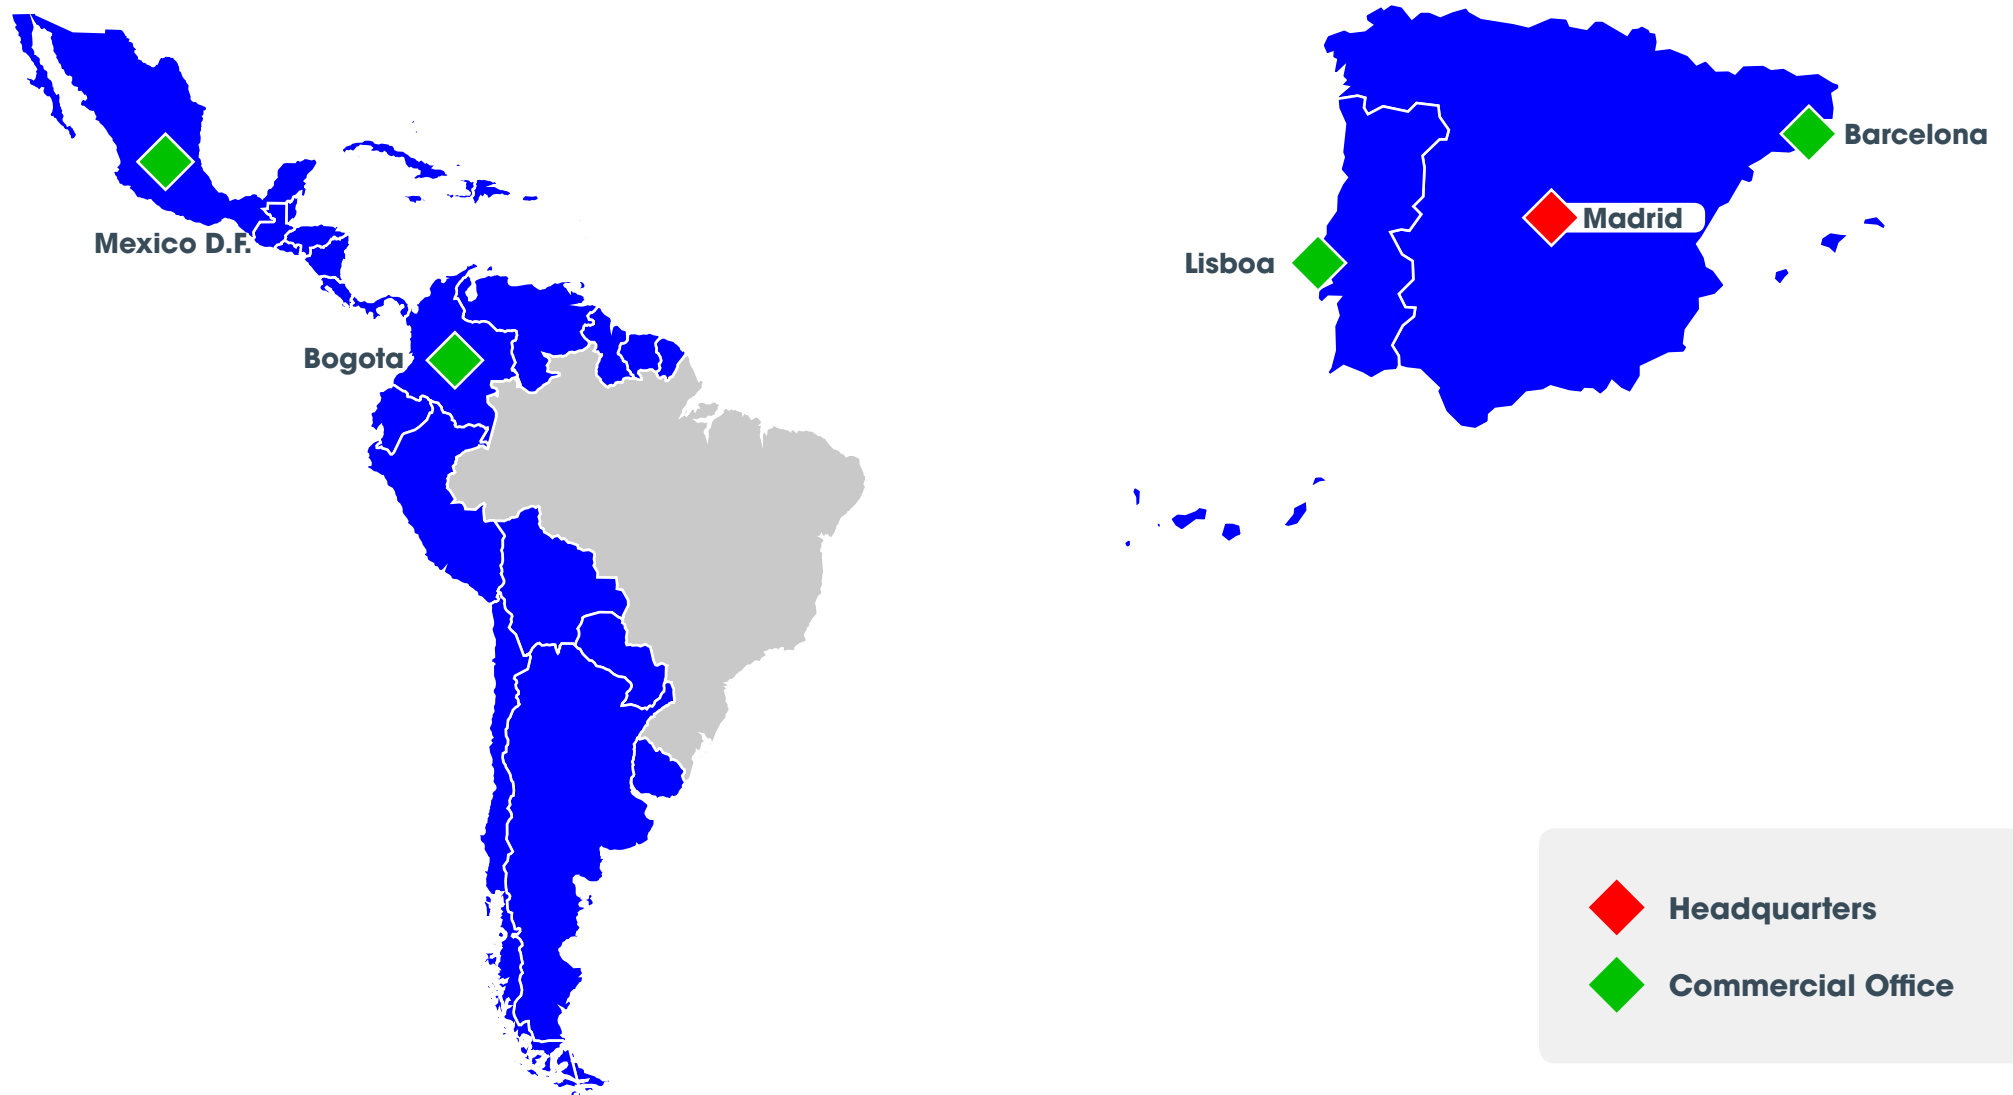 Barcelona
Madrid
Mexico D.F.
Lisboa
Bogota
Headquarters
Commercial Office